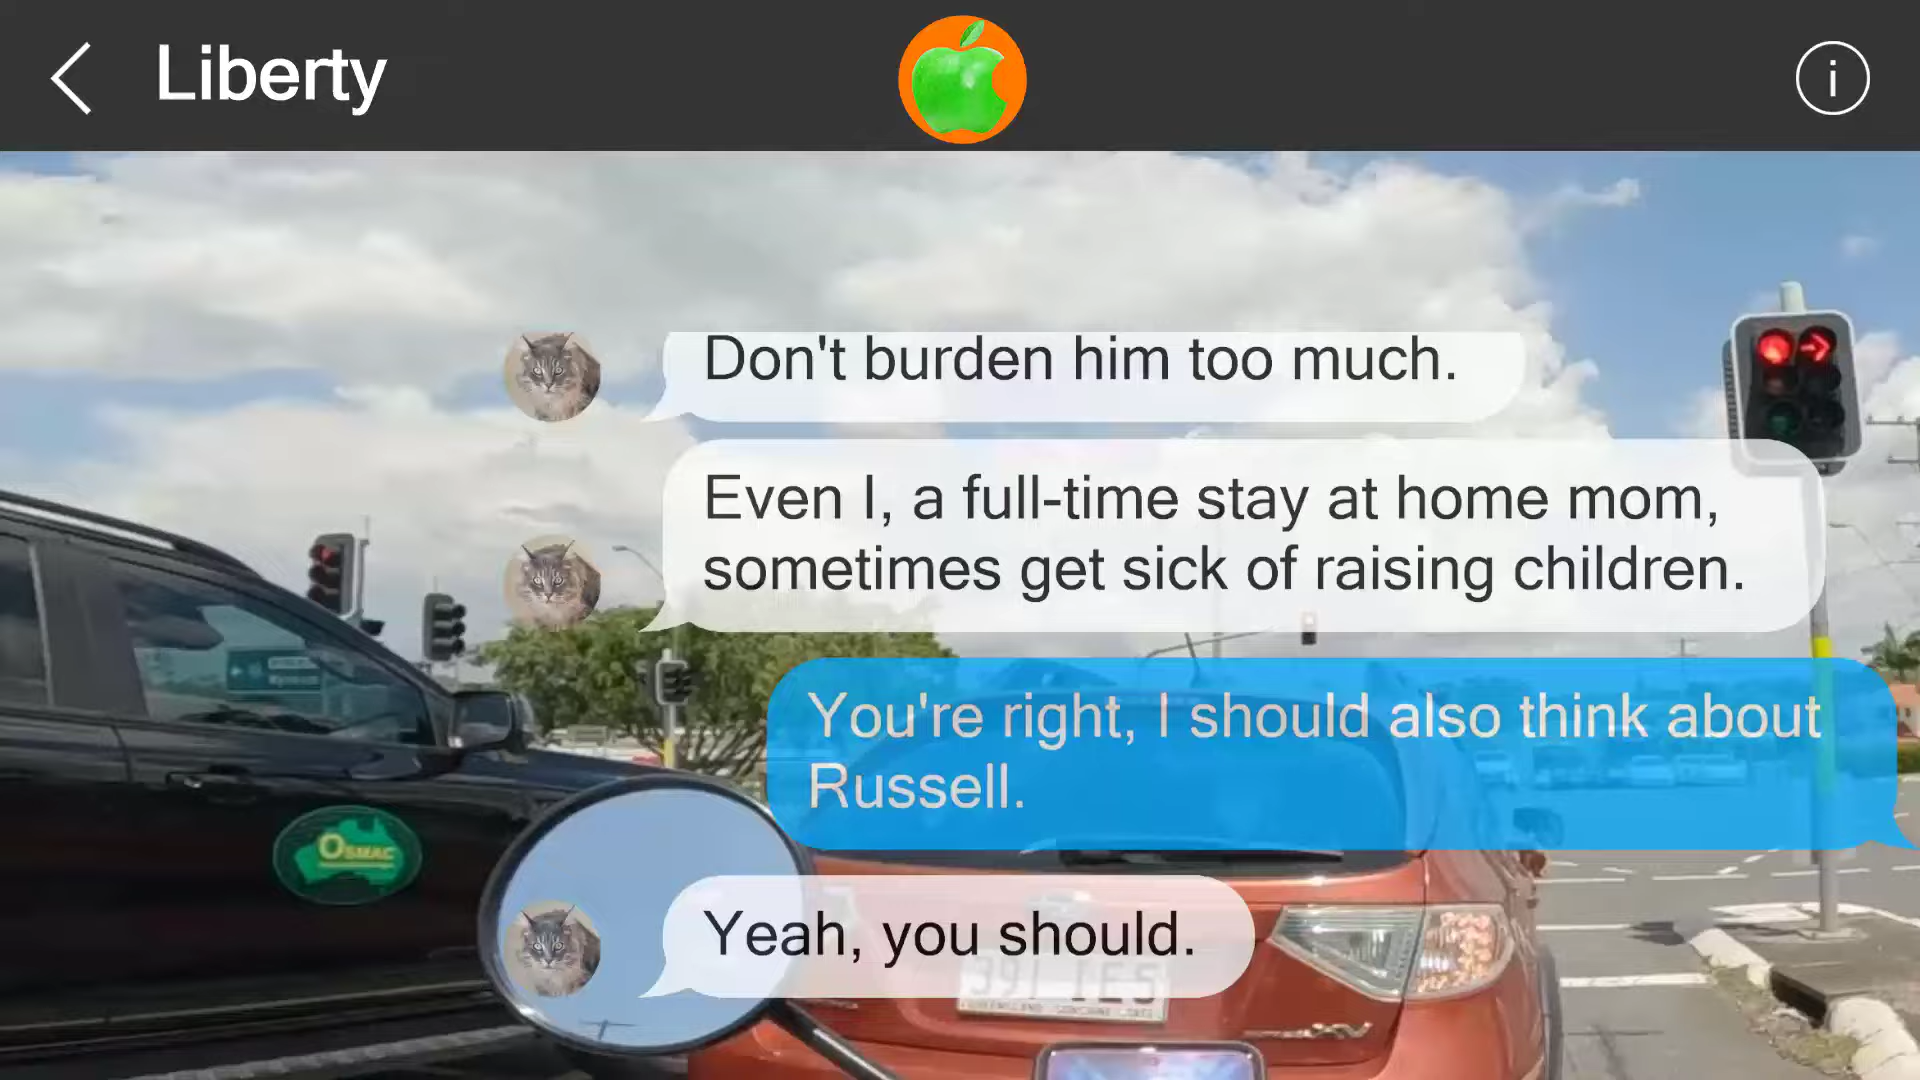 Liberty
i
Don't burden him too much.
Even I, a full-time stay at home mom,
sometimes get sick of raising children.
You're right, I should also think about
Russell.
OSMAC
Yeah, you should.